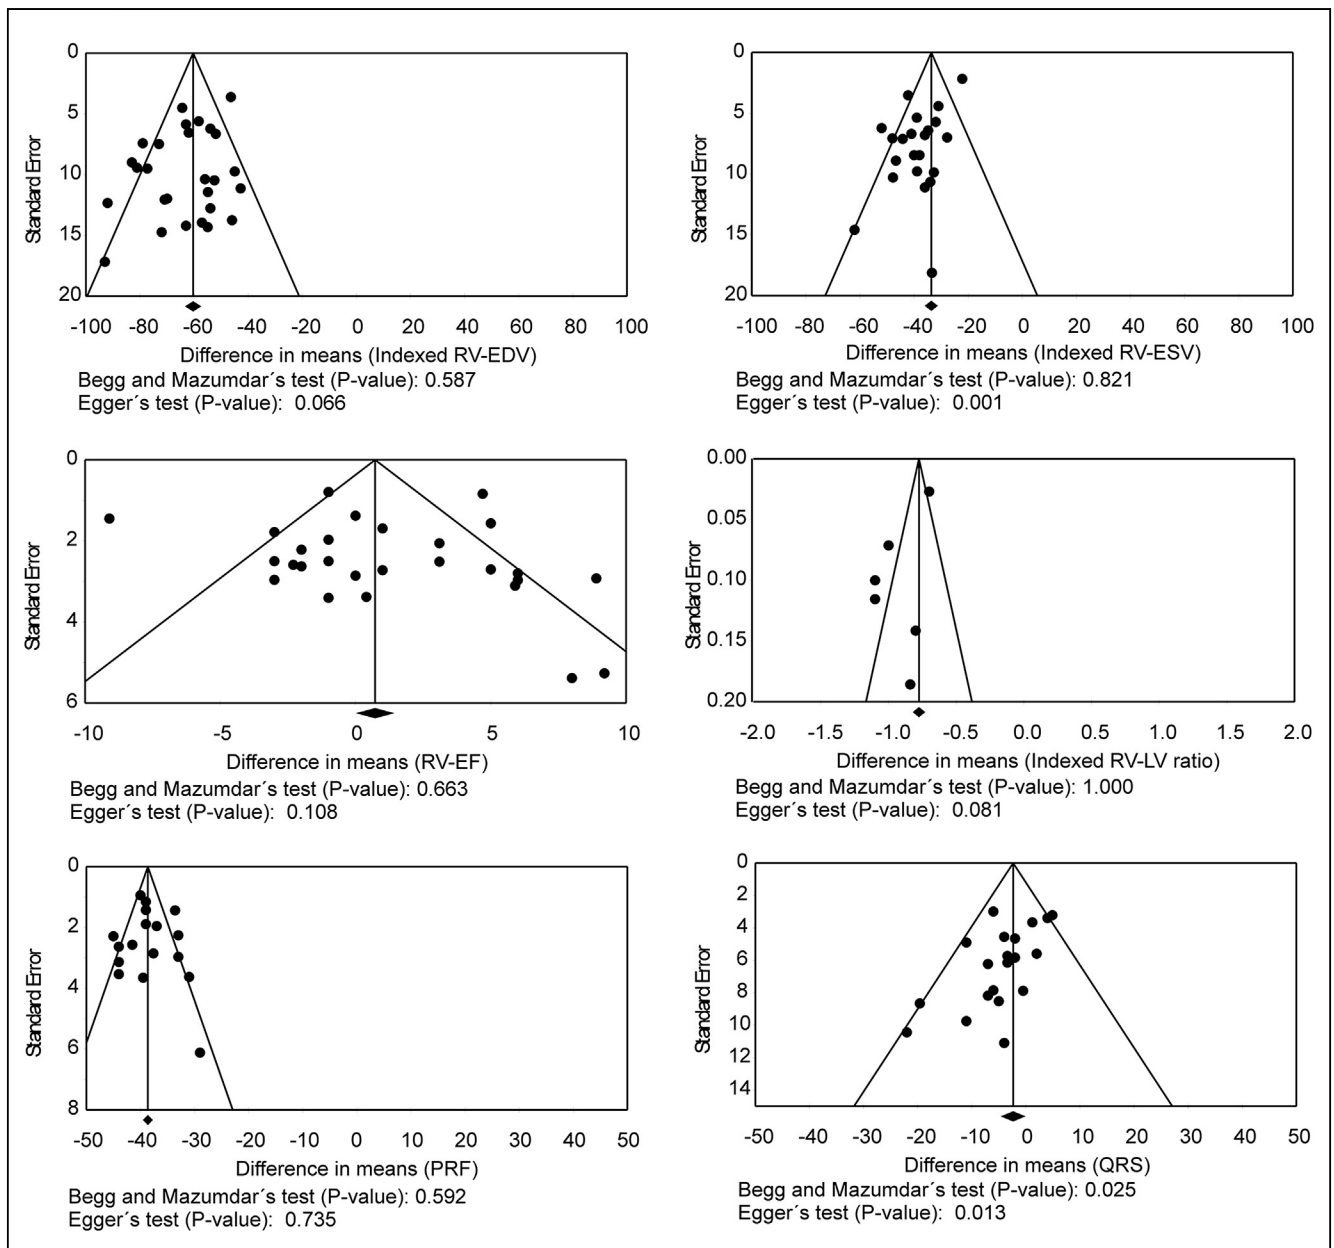 0
5
10
15
20
Standard Error
-100 -80 -60 -40 -20 0 20 40 60 80 100
Difference in means (Indexed RV-EDV)
Begg and Mazumdar´s test (P-value): 0.587
Egger´s test (P-value): 0.066
0
5
10
15
20
Standard Error
-100 -80 -60 -40 -20 0 20 40 60 80 100
Difference in means (Indexed RV-ESV)
Begg and Mazumdar´s test (P-value): 0.821
Egger´s test (P-value): 0.001
0
2
4
6
Standard Error
-10 -5 0 5 10
Difference in means (RV-EF)
Begg and Mazumdar´s test (P-value): 0.663
Egger´s test (P-value): 0.108
0.00
0.05
0.10
0.15
0.20
Standard Error
-2.0 -1.5 -1.0 -0.5 0.0 0.5 1.0 1.0 2.0
Difference in means (Indexed RV-LV ratio)
Begg and Mazumdar´s test (P-value): 1.000
Egger´s test (P-value): 0.081
0
2
4
6
8
Standard Error
-50 -40 -30 -20 -10 0 10 20 30 40 50
Difference in means (PRF)
Begg and Mazumdar´s test (P-value): 0.592
Egger´s test (P-value): 0.735
0
2
4
6
8
10
12
14
Standard Error
-50 -40 -30 -20 -10 0 10 20 30 40 50
Difference in means (QRS)
Begg and Mazumdar´s test (P-value): 0.025
Egger´s test (P-value): 0.013